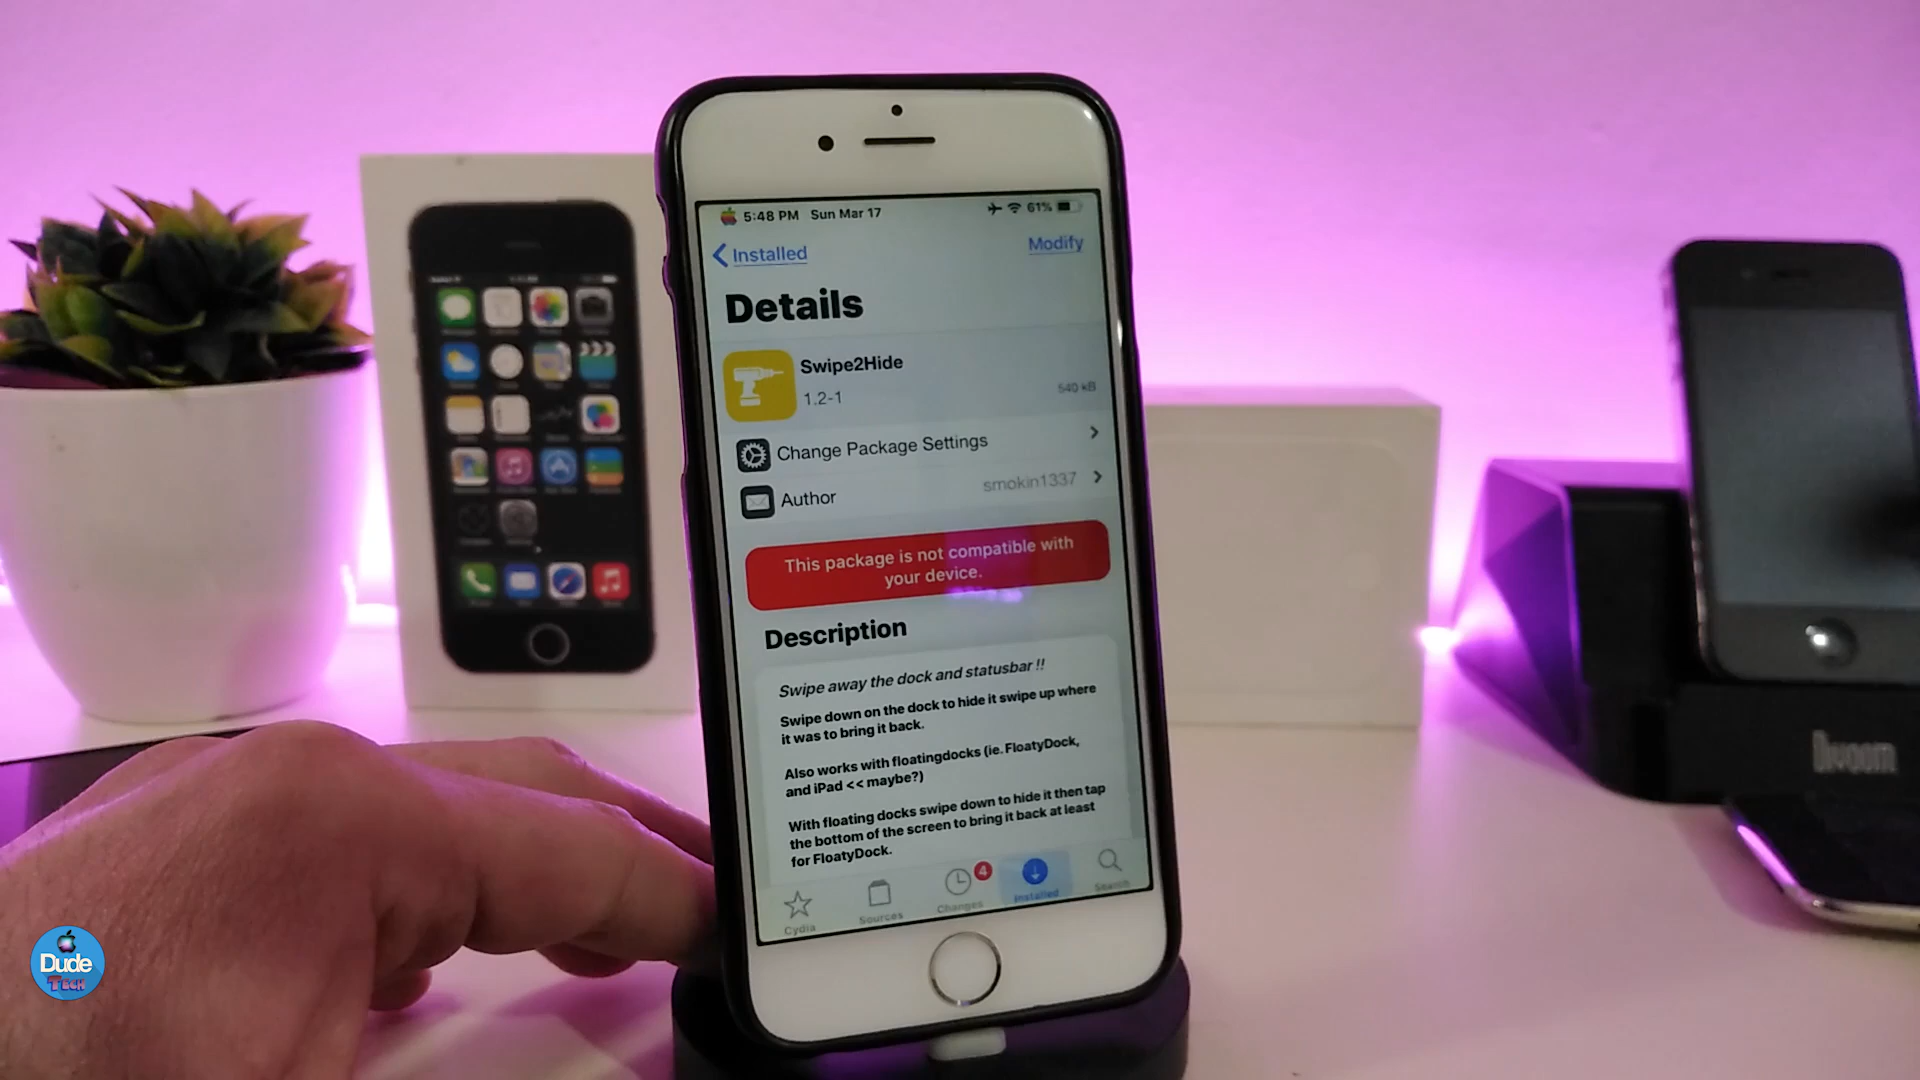 5:48 PM Sun Mar 17
61%
Installed
Modify
Details
Swipe2Hide
1.2-1
540 kB
Change Package Settings
Author
smokin1337
This package is not compatible with
your device.
Description
Swipe away the dock and statusbar !!
Swipe down on the dock to hide it swipe up where
it was to bring it back.
Also works with floatingdocks (ie. FloatyDock,
and iPad << maybe?)
With floating docks swipe down to hide it then tap
the bottom of the screen to bring it back at least
for FloatyDock.
4
Cydia
Sources
Changes
Installed
Search
Divoom
Dude
TECH